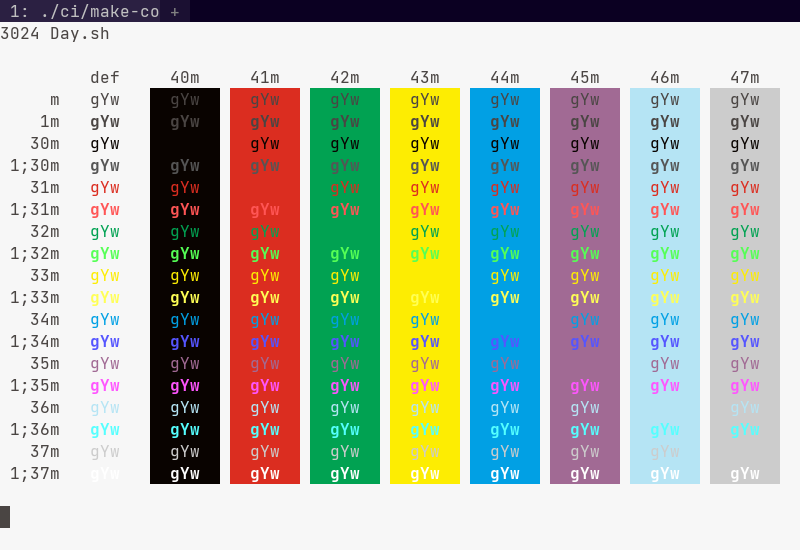 1: ./ci/make-co +
3024 Day.sh
def 40m 41m 42m 43m 44m 45m 46m 47m
m gYw gYw gYw gYw gYw gYw gYw gYw gYw
1m gYw gYw gYw gYw gYw gYw gYw gYw gYw
30m gYw gYw gYw gYw gYw gYw gYw gYw
1;30m gYw gYw gYw gYw gYw gYw gYw gYw gYw
31m gYw gYw gYw gYw gYw gYw gYw gYw
1;31m gYw gYw gYw gYw gYw gYw gYw gYw gYw
32m gYw gYw gYw gYw gYw gYw gYw gYw
1;32m gYw gYw gYw gYw gYw gYw gYw gYw gYw
33m gYw gYw gYw gYw gYw gYw gYw gYw
1;33m gYw gYw gYw gYw gYw gYw gYw gYw gYw
34m gYw gYw gYw gYw gYw gYw gYw gYw
1;34m gYw gYw gYw gYw gYw gYw gYw gYw gYw
35m gYw gYw gYw gYw gYw gYw gYw gYw
1;35m gYw gYw gYw gYw gYw gYw gYw gYw gYw
36m gYw gYw gYw gYw gYw gYw gYw gYw
1;36m gYw gYw gYw gYw gYw gYw gYw gYw gYw
37m gYw gYw gYw gYw gYw gYw gYw gYw
1;37m gYw gYw gYw gYw gYw gYw gYw gYw gYw